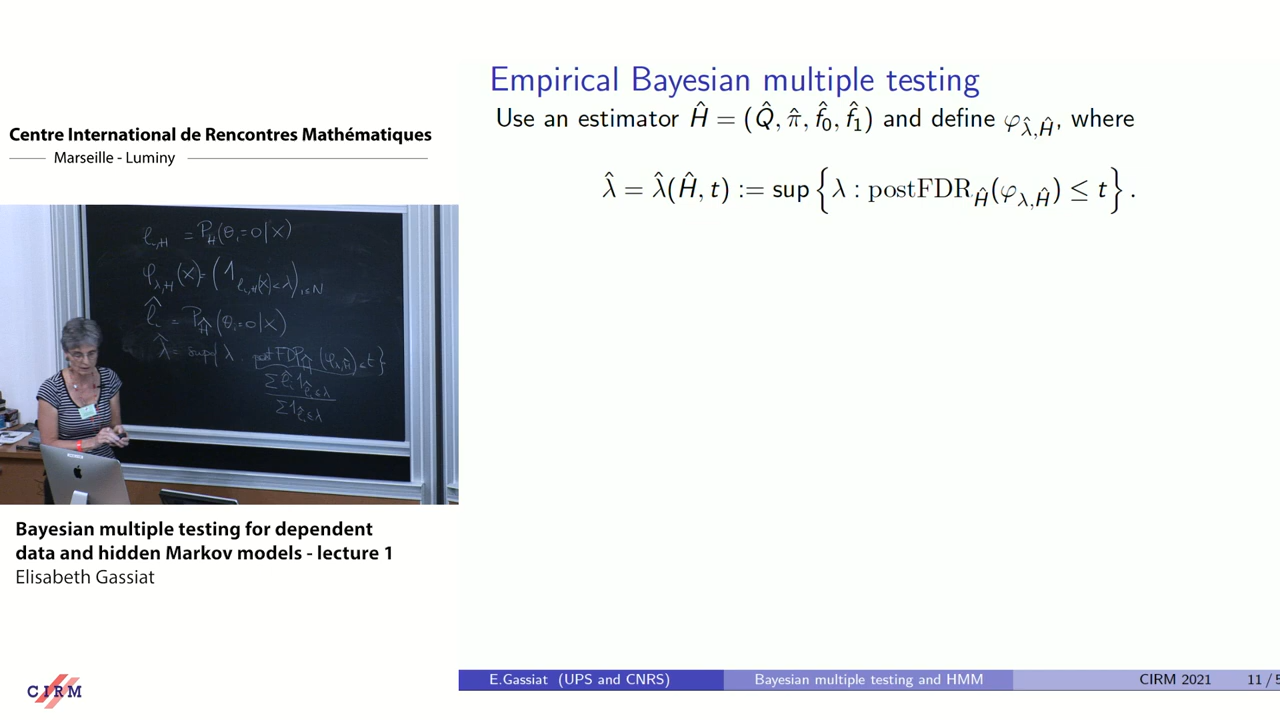 Centre International de Rencontres Mathématiques
Marseille - Luminy
ℓ_{i,H} = P_H(θ_i=0|X)
φ_{λ,H}(X) = (1_{ℓ_{i,H}(X)<λ})_{i≤N}
ℓ̂_i = P_Ĥ(θ_i=0|X)
λ̂ = sup{λ postFDR_Ĥ(φ_{λ,Ĥ})≤t}
Σ ℓ̂_i 1_{ℓ̂_i≤λ}
Σ 1_{ℓ̂_i≤λ}
Bayesian multiple testing for dependent
data and hidden Markov models - lecture 1
Elisabeth Gassiat
CIRM
Empirical Bayesian multiple testing
Use an estimator Ĥ = (Q̂, π̂, f̂₀, f̂₁) and define φ_{λ̂,Ĥ}, where
λ̂ = λ̂(Ĥ, t) := sup {λ : postFDR_Ĥ(φ_{λ,Ĥ}) ≤ t} .
E.Gassiat (UPS and CNRS) Bayesian multiple testing and HMM CIRM 2021 11 / 5